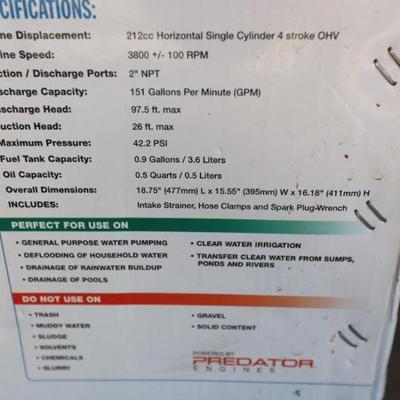 CIFICATIONS:
ne Displacement: 212cc Horizontal Single Cylinder 4 stroke OHV
ine Speed: 3800 +/- 100 RPM
ction / Discharge Ports: 2" NPT
scharge Capacity: 151 Gallons Per Minute (GPM)
scharge Head: 97.5 ft. max
uction Head: 26 ft. max
Maximum Pressure: 42.2 PSI
Fuel Tank Capacity: 0.9 Gallons / 3.6 Liters
Oil Capacity: 0.5 Quarts / 0.5 Liters
Overall Dimensions: 18.75" (477mm) L x 15.55" (395mm) W x 16.18" (411mm) H
INCLUDES: Intake Strainer, Hose Clamps and Spark Plug Wrench
PERFECT FOR USE ON
• GENERAL PURPOSE WATER PUMPING
• DEFLOODING OF HOUSEHOLD WATER
• DRAINAGE OF RAINWATER BUILDUP
• DRAINAGE OF POOLS
• CLEAR WATER IRRIGATION
• TRANSFER CLEAR WATER FROM SUMPS,
PONDS AND RIVERS
DO NOT USE ON
• TRASH
• MUDDY WATER
• SLUDGE
• SOLVENTS
• CHEMICALS
• SLURRY
• GRAVEL
• SOLID CONTENT
POWERED BY
PREDATOR
ENGINES